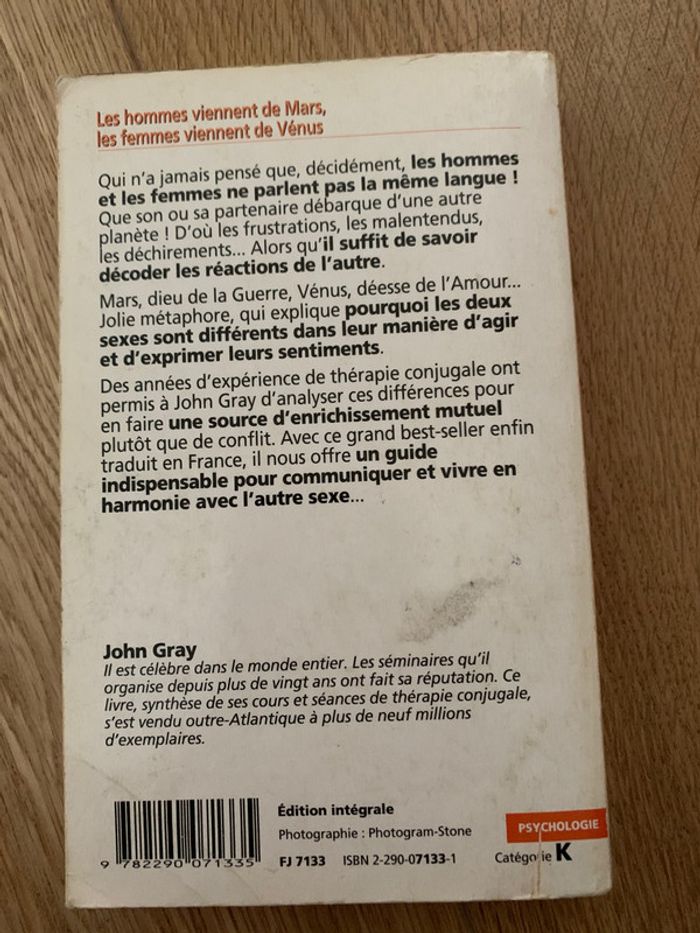 Les hommes viennent de Mars,
les femmes viennent de Vénus
Qui n'a jamais pensé que, décidément, les hommes
et les femmes ne parlent pas la même langue !
Que son ou sa partenaire débarque d'une autre
planète ! D'où les frustrations, les malentendus,
les déchirements... Alors qu'il suffit de savoir
décoder les réactions de l'autre.
Mars, dieu de la Guerre, Vénus, déesse de l'Amour...
Jolie métaphore, qui explique pourquoi les deux
sexes sont différents dans leur manière d'agir
et d'exprimer leurs sentiments.
Des années d'expérience de thérapie conjugale ont
permis à John Gray d'analyser ces différences pour
en faire une source d'enrichissement mutuel
plutôt que de conflit. Avec ce grand best-seller enfin
traduit en France, il nous offre un guide
indispensable pour communiquer et vivre en
harmonie avec l'autre sexe...
John Gray
Il est célèbre dans le monde entier. Les séminaires qu'il
organise depuis plus de vingt ans ont fait sa réputation. Ce
livre, synthèse de ses cours et séances de thérapie conjugale,
s'est vendu outre-Atlantique à plus de neuf millions
d'exemplaires.
Édition intégrale
Photographie : Photogram-Stone
FJ 7133 ISBN 2-290-07133-1
9 782290 071335
PSYCHOLOGIE
Catégorie K